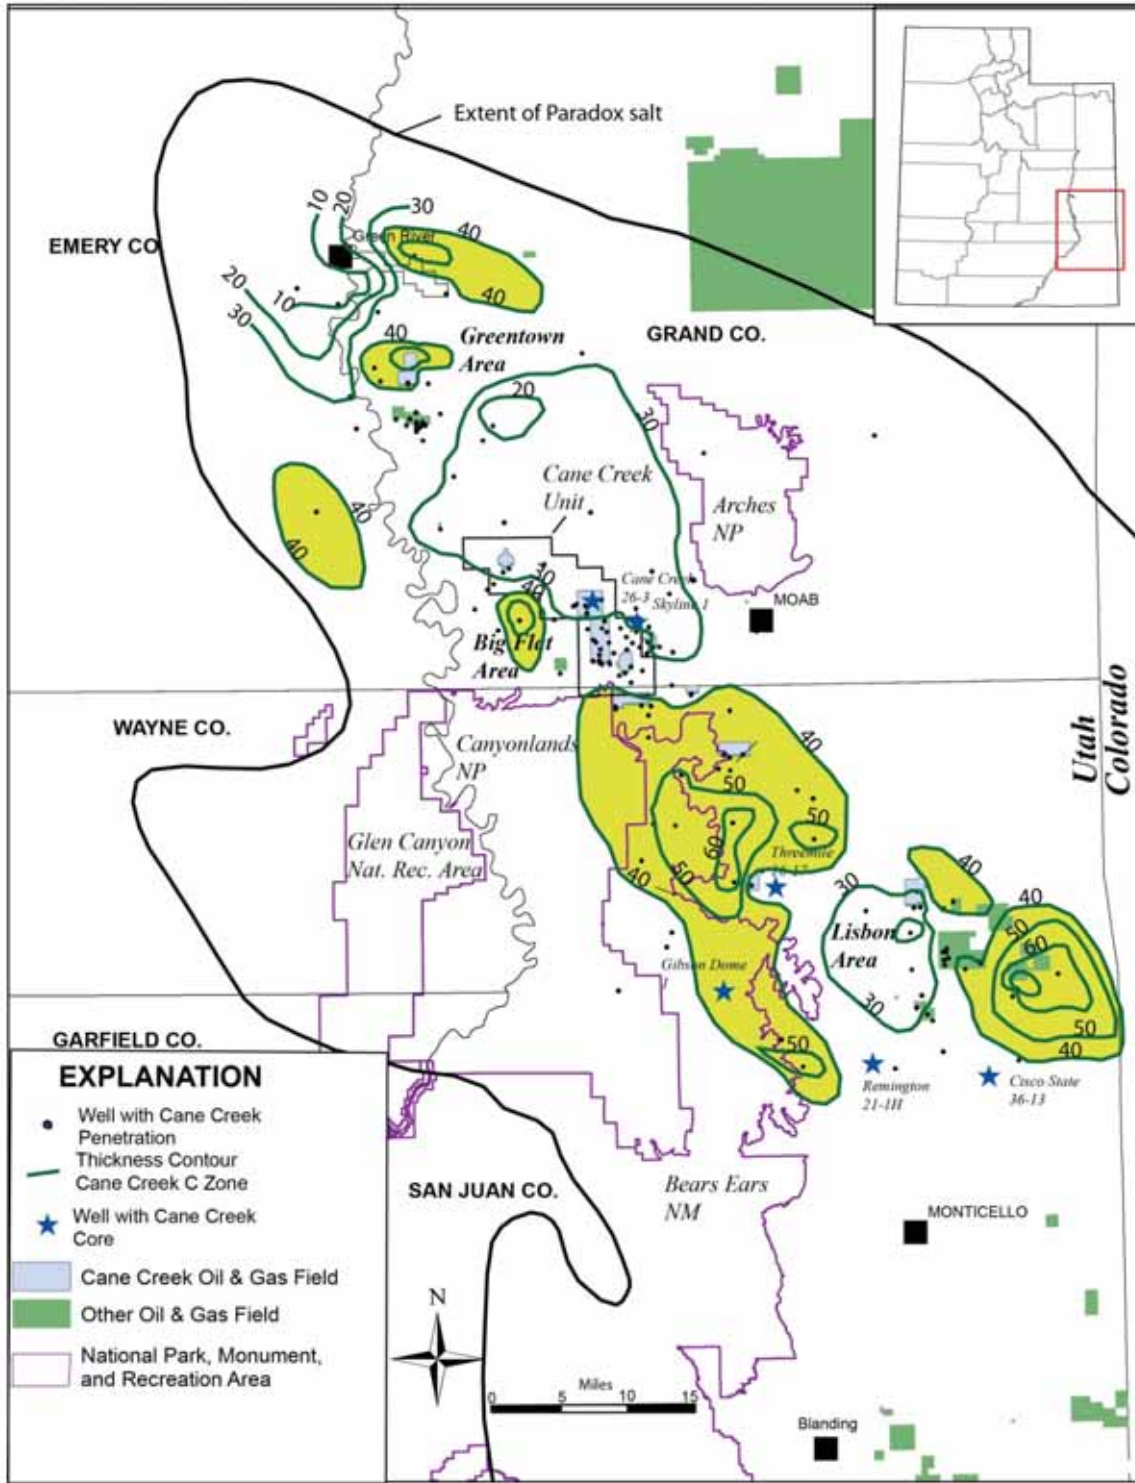 Extent of Paradox salt
10
20
30
40
EMERY CO
Green River
20
10
40
30
40
Greentown
Area
GRAND CO.
20
30
Cane Creek
Unit
Arches
NP
40
40
30
Cane Creek
26-3
Skyline 1
40
MOAB
Big Flat
Area
WAYNE CO.
Utah
Colorado
Canyonlands
NP
40
50
50
Glen Canyon
Nat. Rec. Area
60
Threemile
50
40
30
40
40
50
60
Lisbon
Area
Gibson Dome
1
30
50
40
GARFIELD CO.
50
Remington
21-1H
Cisco State
36-13
EXPLANATION
Well with Cane Creek
Penetration
Thickness Contour
Cane Creek C Zone
Well with Cane Creek
Core
Cane Creek Oil & Gas Field
Other Oil & Gas Field
National Park, Monument,
and Recreation Area
SAN JUAN CO.
Bears Ears
NM
MONTICELLO
N
Miles
0 5 10 15
Blanding